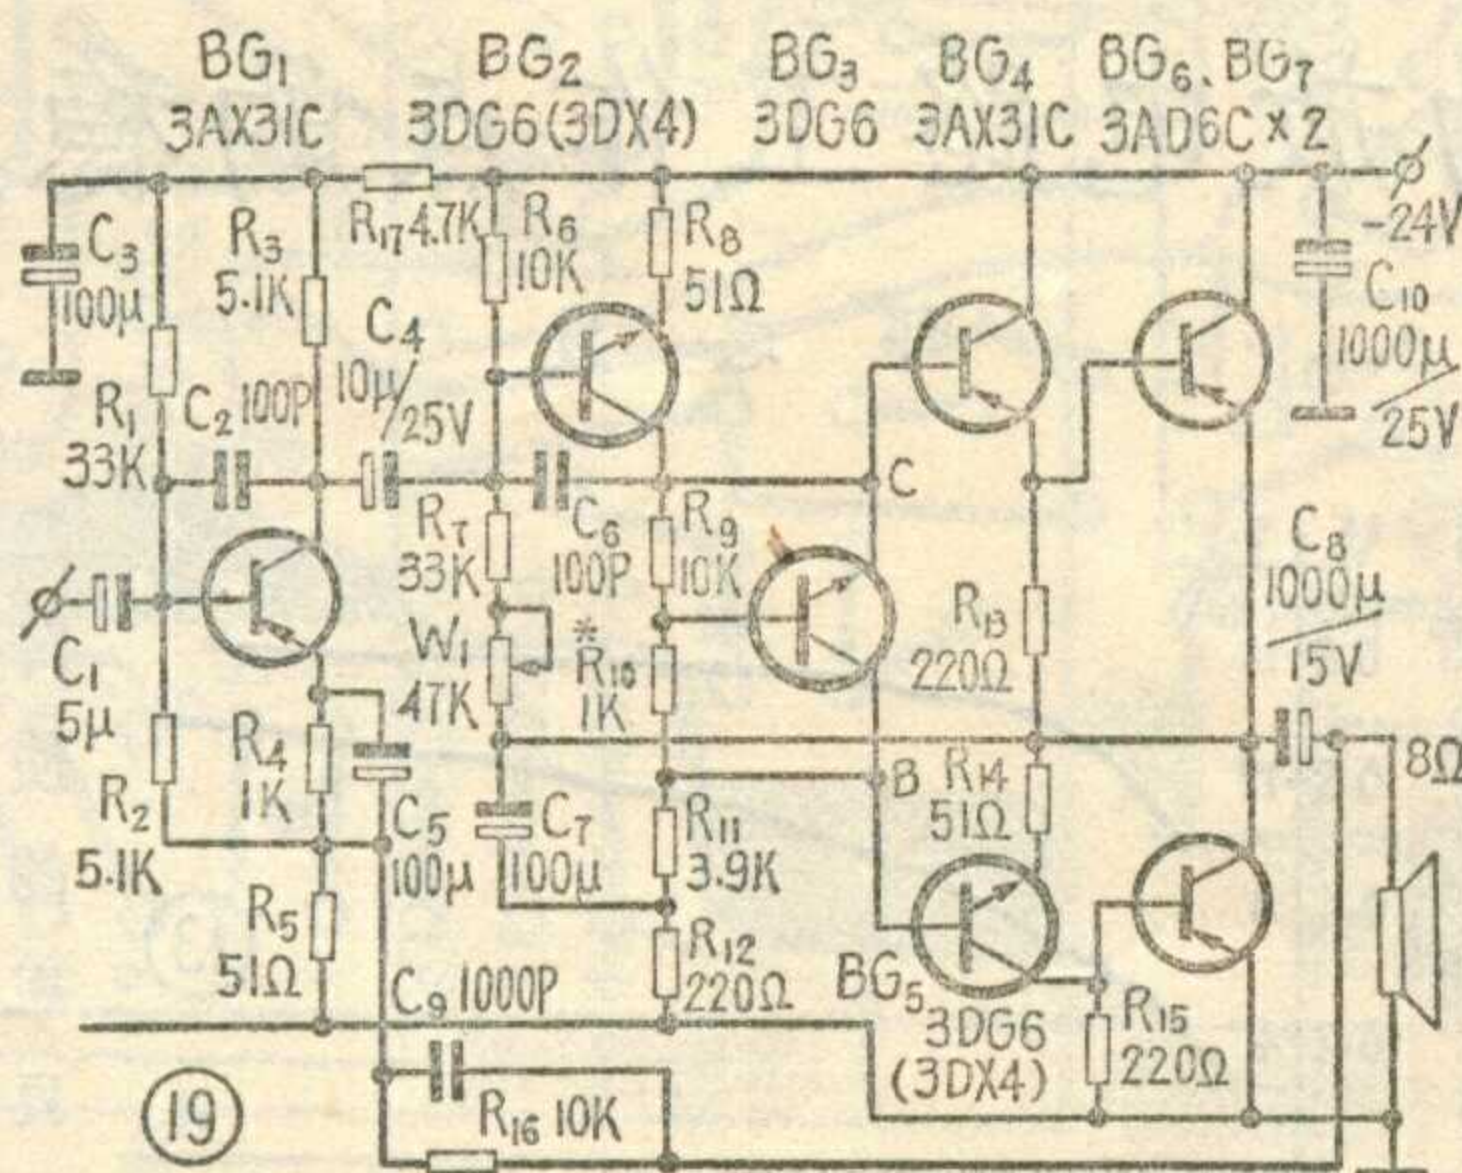 BG₁ BG₂ BG₃ BG₄ BG₆、BG₇
3AX31C 3DG6(3DX4) 3DG6 3AX31C 3AD6C×2
-24V
C₃
100μ
R₃
5.1K
R₁₇ 4.7K
R₆
10K
R₈
51Ω
C₁₀
1000μ/25V
R₁
33K
C₂ 100P
C₄
10μ/25V
C
R₇
33K
C₆
100P
R₉
10K
C₈
1000μ/15V
C₁
5μ
W₁
47K
*
R₁₀
1K
R₁₃
220Ω
R₂
5.1K
R₄
1K
C₅
100μ
C₇
100μ
R₁₁
3.9K
B
R₁₄
51Ω
8Ω
R₅
51Ω
R₁₂
220Ω
BG₅
3DG6
(3DX4)
R₁₅
220Ω
C₉ 1000P
R₁₆ 10K
19